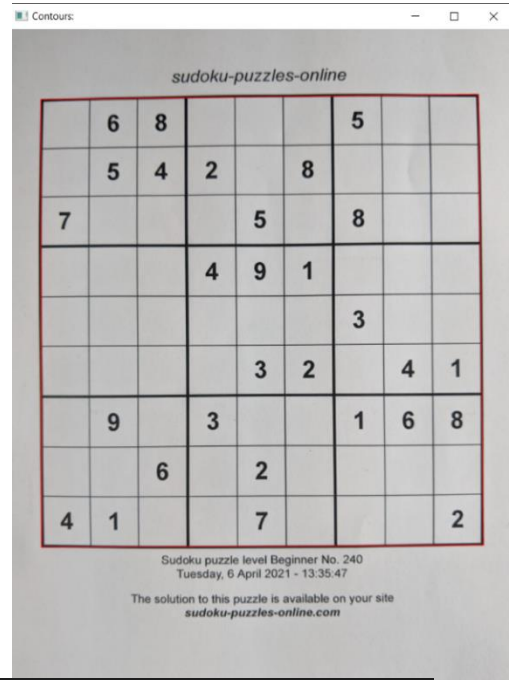 Contours:
sudoku-puzzles-online
6 8 5
5 4 2 8
7 5 8
4 9 1
3
3 2 4 1
9 3 1 6 8
6 2
4 1 7 2
Sudoku puzzle level Beginner No. 240
Tuesday, 6 April 2021 - 13:35:47
The solution to this puzzle is available on your site
sudoku-puzzles-online.com